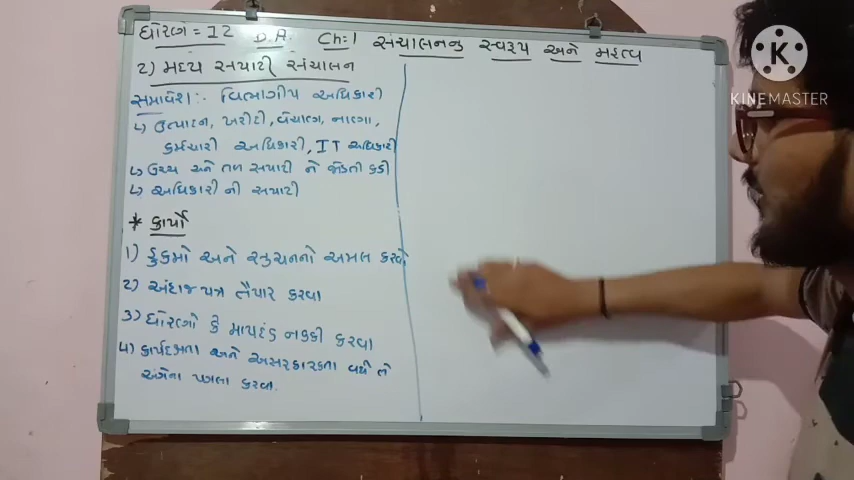 ધોરણ = 12 B.A. Ch:1 સંચાલનનુ સ્વરૂપ અને મહત્વ
2) મધ્ય સપાટી સંચાલન
સમાવેશ:- વિભાગીય અધિકારી
↳ ઉત્પાદન, ખરીદી, વેચાણ, નાણા,
કર્મચારી અધિકારી, IT અધિકારી
↳ ઉચ્ચ અને તળ સપાટી ને જોડતી કડી
↳ અધિકારી ની સપાટી
* કાર્યો
1) હુકમો અને સુચનનો અમલ કરવો
2) અંદાજ પત્ર તૈયાર કરવા
3) ધોરણો કે માપદંડ નક્કી કરવા
4) કાર્યદક્ષતા અને અસરકારકતા વધે તે
અંગેના પગલા કરવા.
K
KINEMASTER